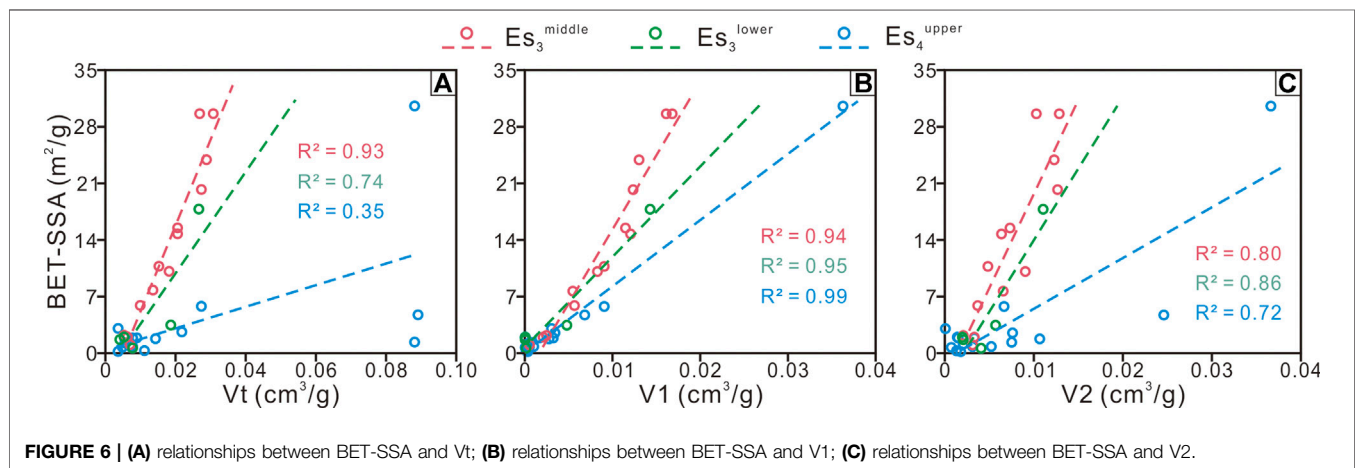 Es₃ᵐⁱᵈᵈˡᵉ Es₃ˡᵒʷᵉʳ Es₄ᵘᵖᵖᵉʳ
BET-SSA (m²/g)
35
28
21
14
7
0
A
R² = 0.93
R² = 0.74
R² = 0.35
0 0.02 0.04 0.06 0.08 0.10
Vt (cm³/g)
35
28
21
14
7
0
B
R² = 0.94
R² = 0.95
R² = 0.99
0 0.01 0.02 0.03 0.04
V1 (cm³/g)
35
28
21
14
7
0
C
R² = 0.80
R² = 0.86
R² = 0.72
0 0.01 0.02 0.03 0.04
V2 (cm³/g)
FIGURE 6 | (A) relationships between BET-SSA and Vt; (B) relationships between BET-SSA and V1; (C) relationships between BET-SSA and V2.